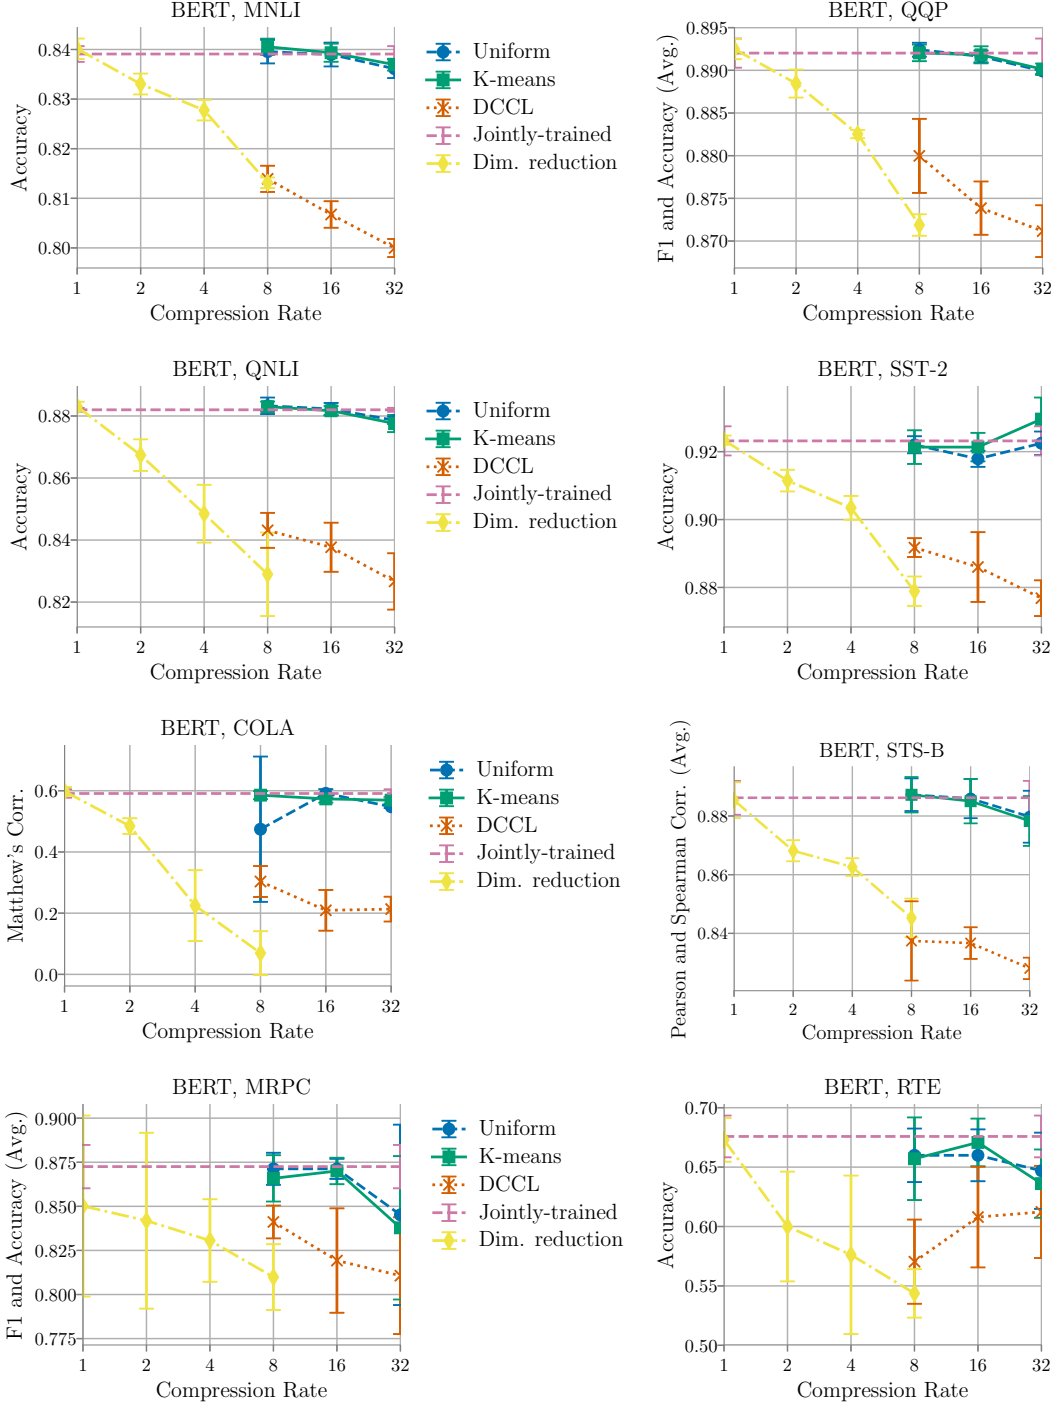 BERT, MNLI
Accuracy
0.84
0.83
0.82
0.81
0.80
1 2 4 8 16 32
Compression Rate
Uniform
K-means
DCCL
Jointly-trained
Dim. reduction
BERT, QQP
F1 and Accuracy (Avg.)
0.895
0.890
0.885
0.880
0.875
0.870
1 2 4 8 16 32
Compression Rate
BERT, QNLI
Accuracy
0.88
0.86
0.84
0.82
1 2 4 8 16 32
Compression Rate
Uniform
K-means
DCCL
Jointly-trained
Dim. reduction
BERT, SST-2
Accuracy
0.92
0.90
0.88
1 2 4 8 16 32
Compression Rate
BERT, COLA
Matthew's Corr.
0.6
0.4
0.2
0.0
1 2 4 8 16 32
Compression Rate
Uniform
K-means
DCCL
Jointly-trained
Dim. reduction
BERT, STS-B
Pearson and Spearman Corr. (Avg.)
0.88
0.86
0.84
1 2 4 8 16 32
Compression Rate
BERT, MRPC
F1 and Accuracy (Avg.)
0.900
0.875
0.850
0.825
0.800
0.775
1 2 4 8 16 32
Compression Rate
Uniform
K-means
DCCL
Jointly-trained
Dim. reduction
BERT, RTE
Accuracy
0.70
0.65
0.60
0.55
0.50
1 2 4 8 16 32
Compression Rate